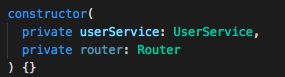 constructor(
  private userService: UserService,
  private router: Router
) {}